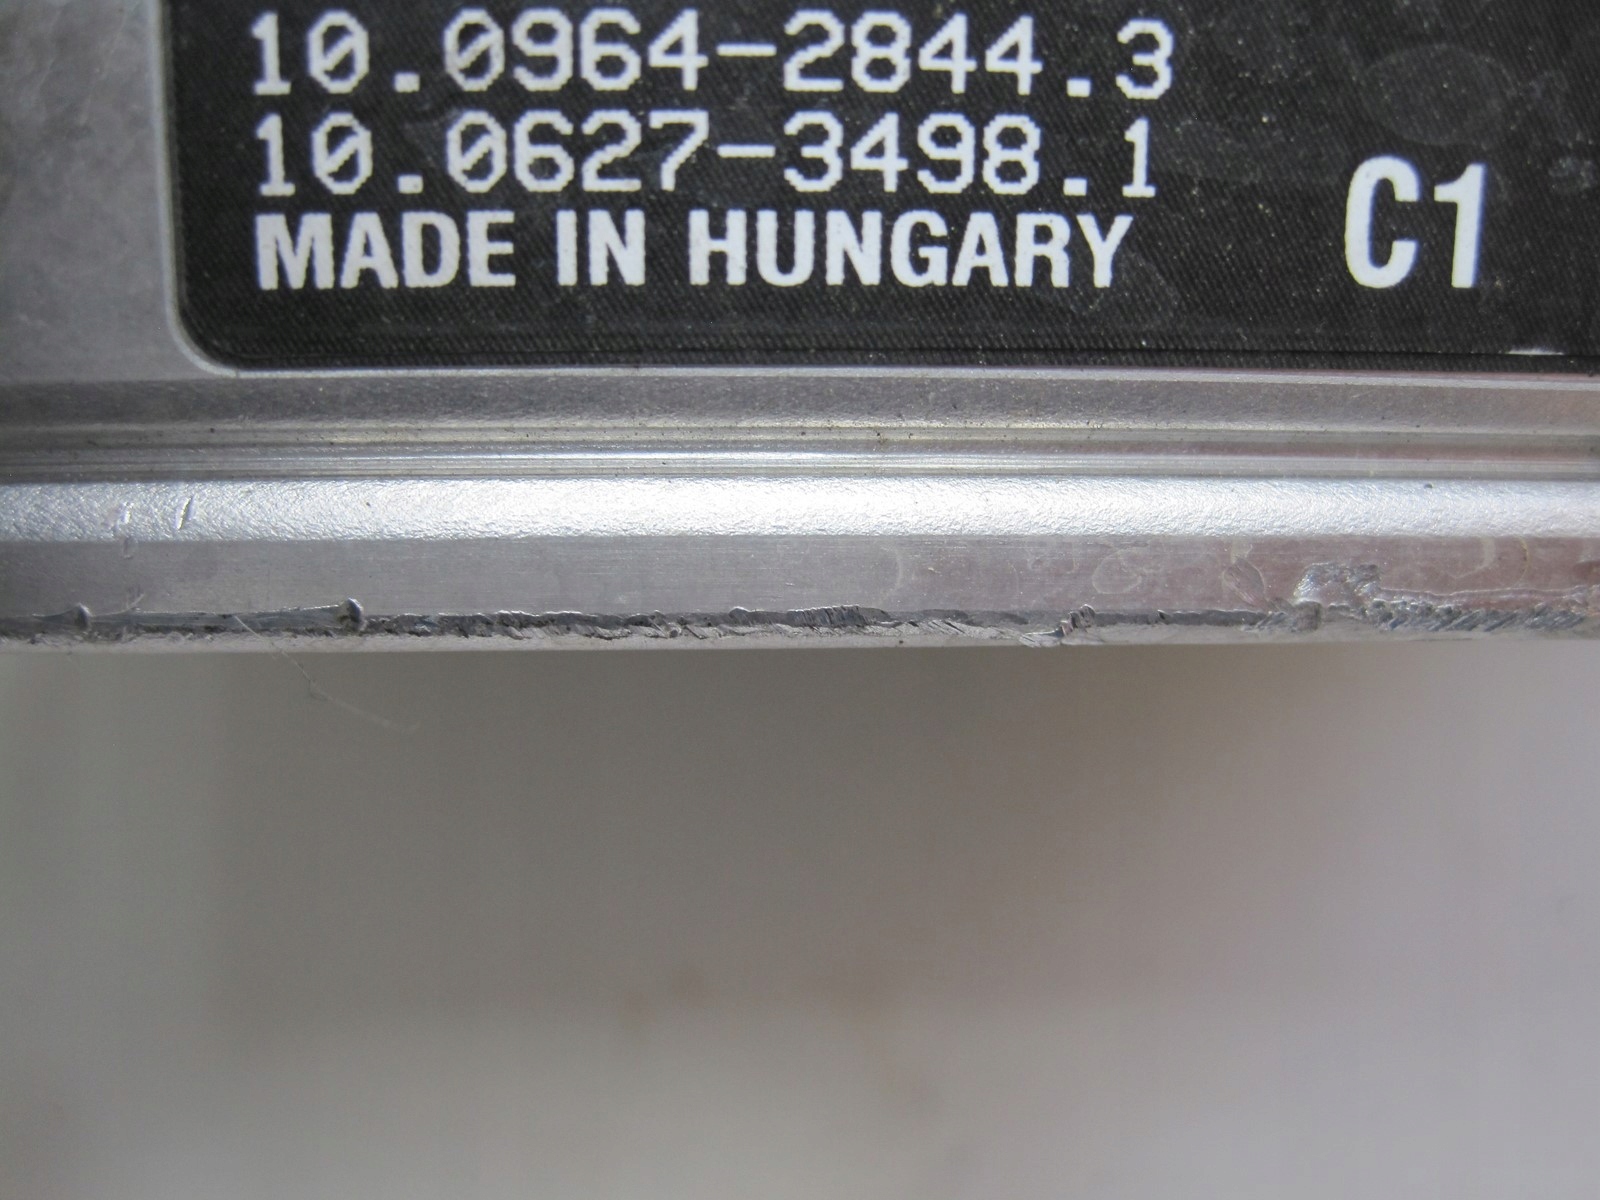 10.0964-2844.3
10.0627-3498.1
MADE IN HUNGARY
C1